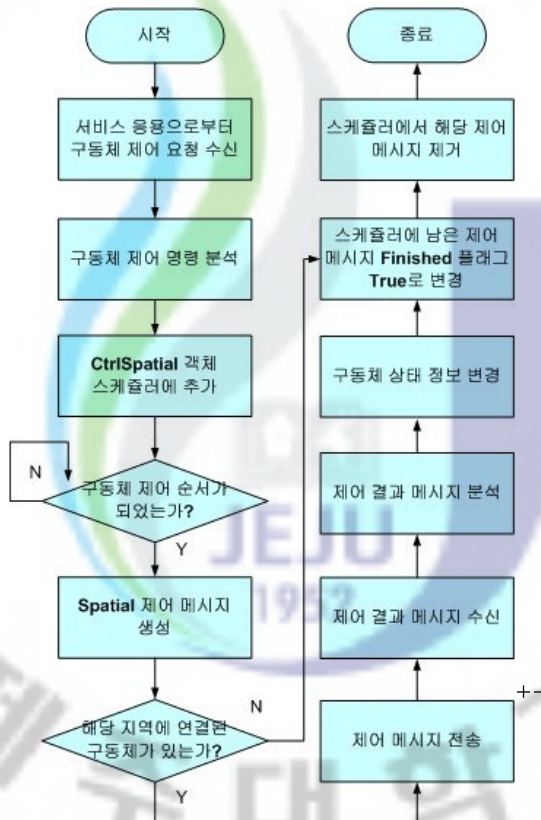 시작
서비스 응용으로부터
구동체 제어 요청 수신
구동체 제어 명령 분석
CtrlSpatial 객체
스케쥴러에 추가
N
구동체 제어 순서가
되었는가?
Y
Spatial 제어 메시지
생성
해당 지역에 연결된
구동체가 있는가?
N
Y
종료
스케쥴러에서 해당 제어
메시지 제거
스케쥴러에 남은 제어
메시지 Finished 플래그
True로 변경
구동체 상태 정보 변경
제어 결과 메시지 분석
제어 결과 메시지 수신
제어 메시지 전송
JEJU
1952